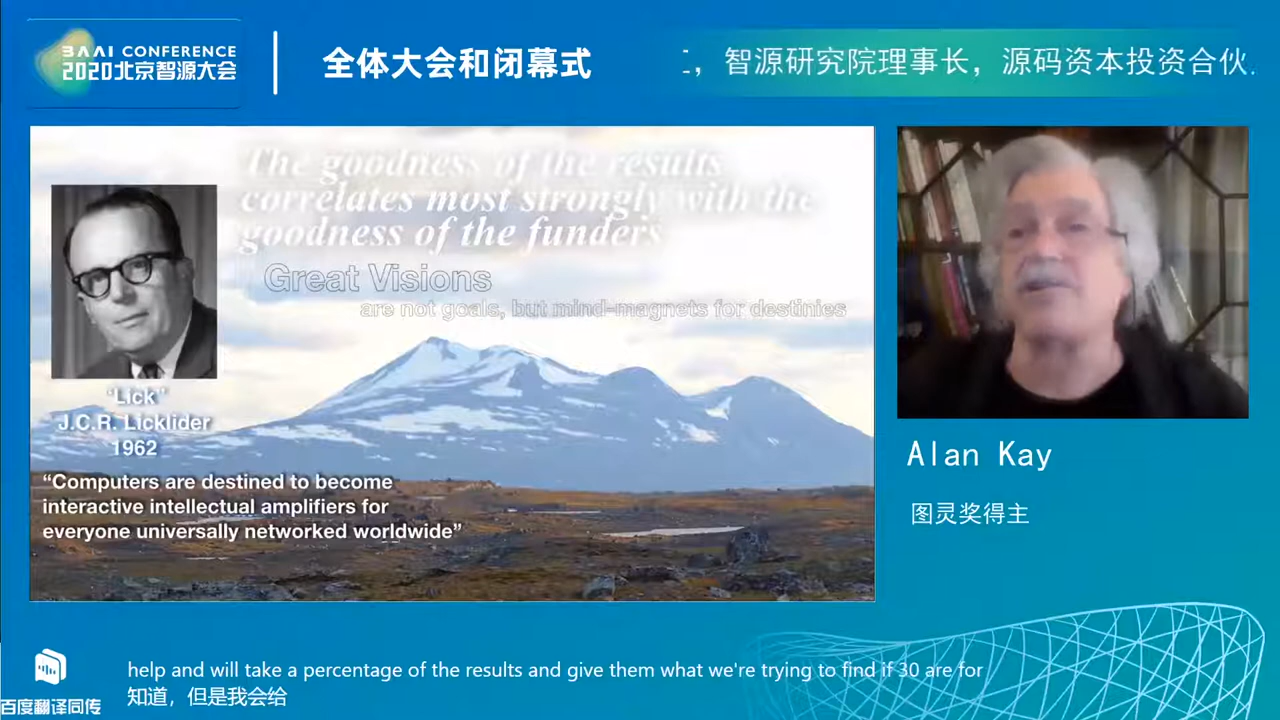 BAAI CONFERENCE
2020北京智源大会
全体大会和闭幕式
，智源研究院理事长，源码资本投资合伙
The goodness of the results
correlates most strongly with the
goodness of the funders
Great Visions
are not goals, but mind-magnets for destinies
"Lick"
J.C.R. Licklider
1962
“Computers are destined to become
interactive intellectual amplifiers for
everyone universally networked worldwide”
Alan Kay
图灵奖得主
help and will take a percentage of the results and give them what we're trying to find if 30 are for
知道，但是我会给
百度翻译同传